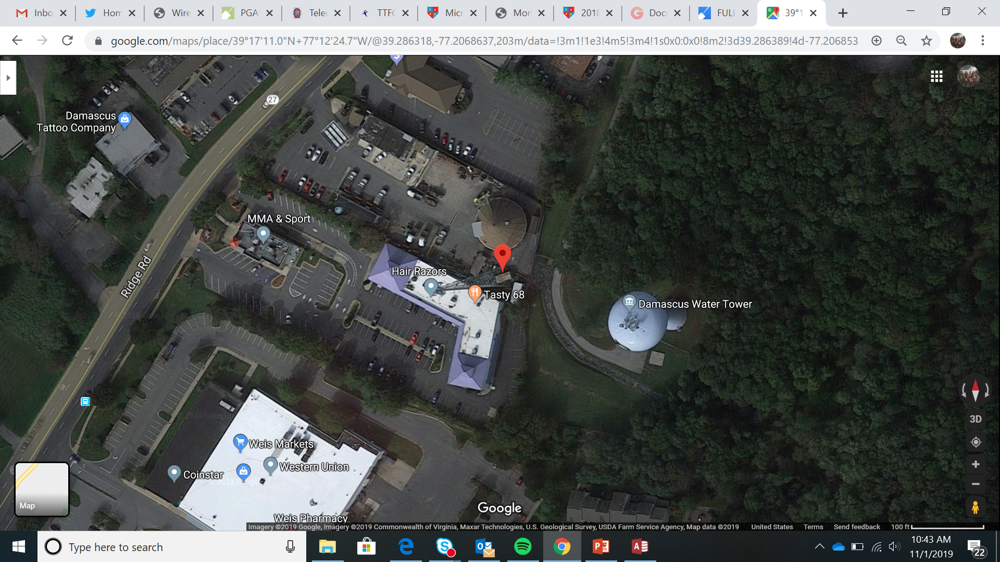 Inbo
Hom
Wire
PGA
Tele
TTFC
Micr
Mon
2018
Docu
FULL
39°1
google.com/maps/place/39°17'11.0"N+77°12'24.7"W/@39.286318,-77.2068637,203m/data=!3m1!1e3!4m5!3m4!1s0x0:0x0!8m2!3d39.286389!4d-77.206853
27
Damascus
Tattoo Company
MMA & Sport
Ridge Rd
Hair Razors
Tasty 68
Damascus Water Tower
3D
Weis Markets
Western Union
Coinstar
Map
Google
Weis Pharmacy
Imagery ©2019 Google, Imagery ©2019 Commonwealth of Virginia, Maxar Technologies, U.S. Geological Survey, USDA Farm Service Agency, Map data ©2019 United States Terms Send feedback 100 ft
Type here to search
10:43 AM
11/1/2019
22